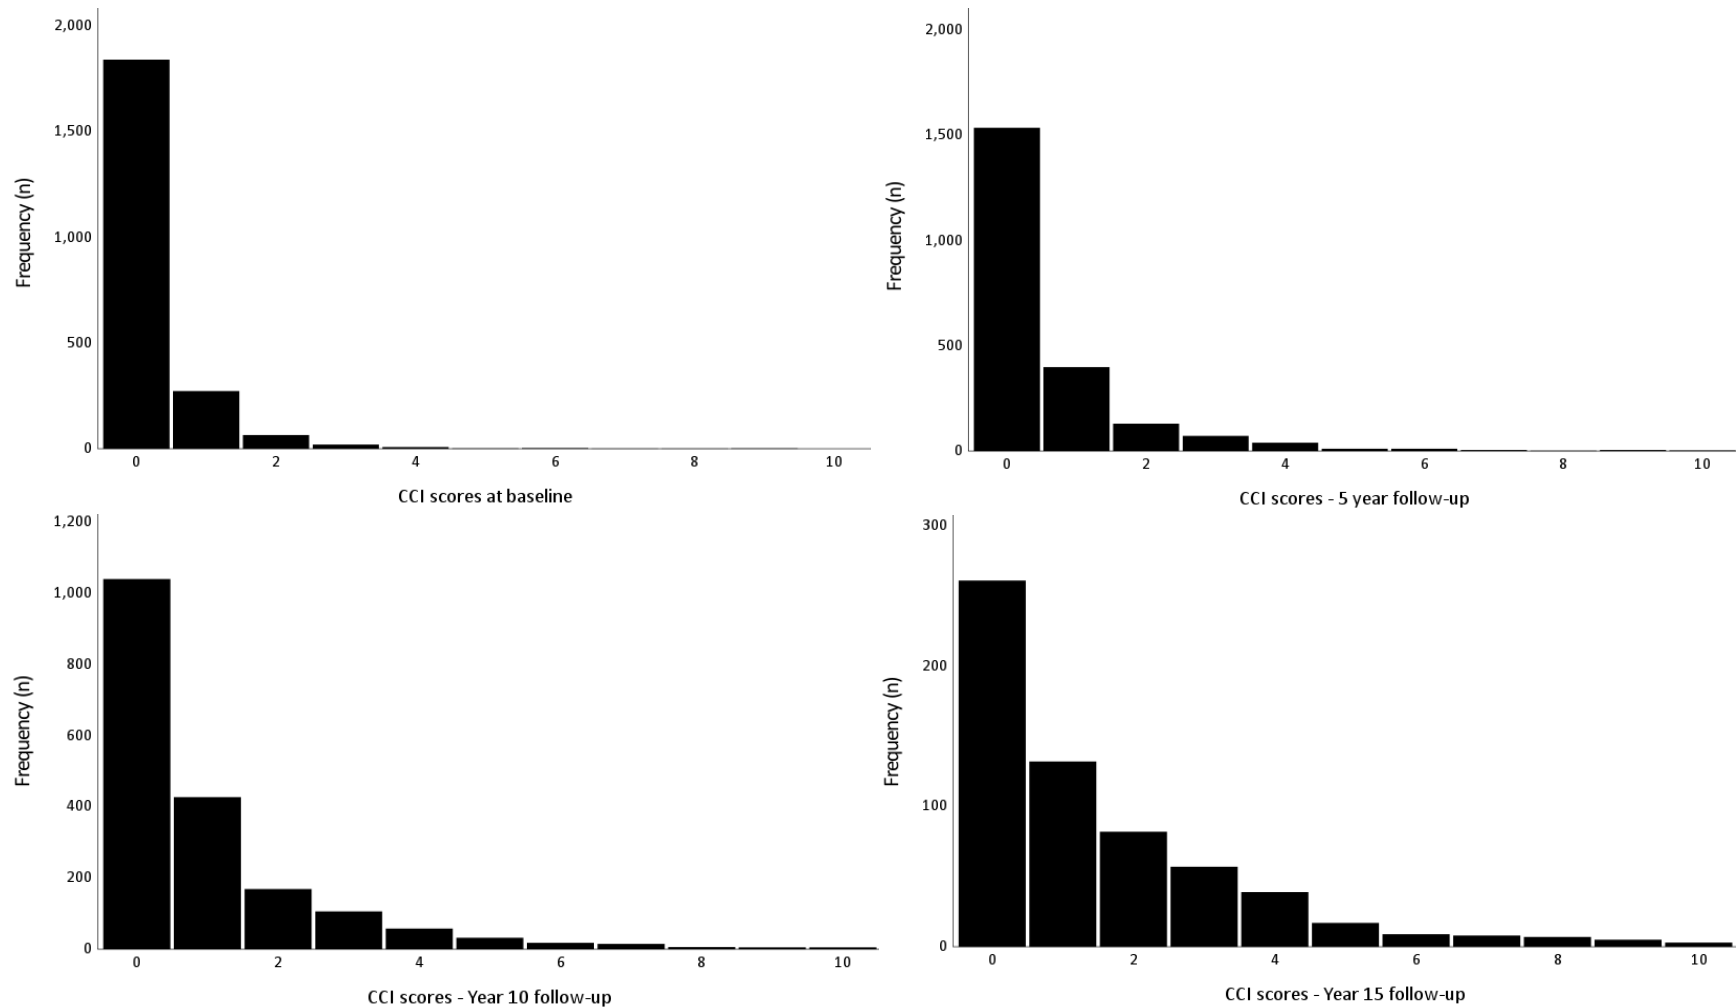 2,000
1,500
1,000
500
0
Frequency (n)
0 2 4 6 8 10
CCI scores at baseline
2,000
1,500
1,000
500
0
Frequency (n)
0 2 4 6 8 10
CCI scores - 5 year follow-up
1,200
1,000
800
600
400
200
0
Frequency (n)
0 2 4 6 8 10
CCI scores - Year 10 follow-up
300
200
100
0
Frequency (n)
0 2 4 6 8 10
CCI scores - Year 15 follow-up